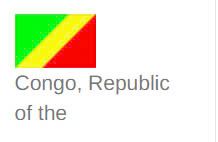 Congo, Republic
of the